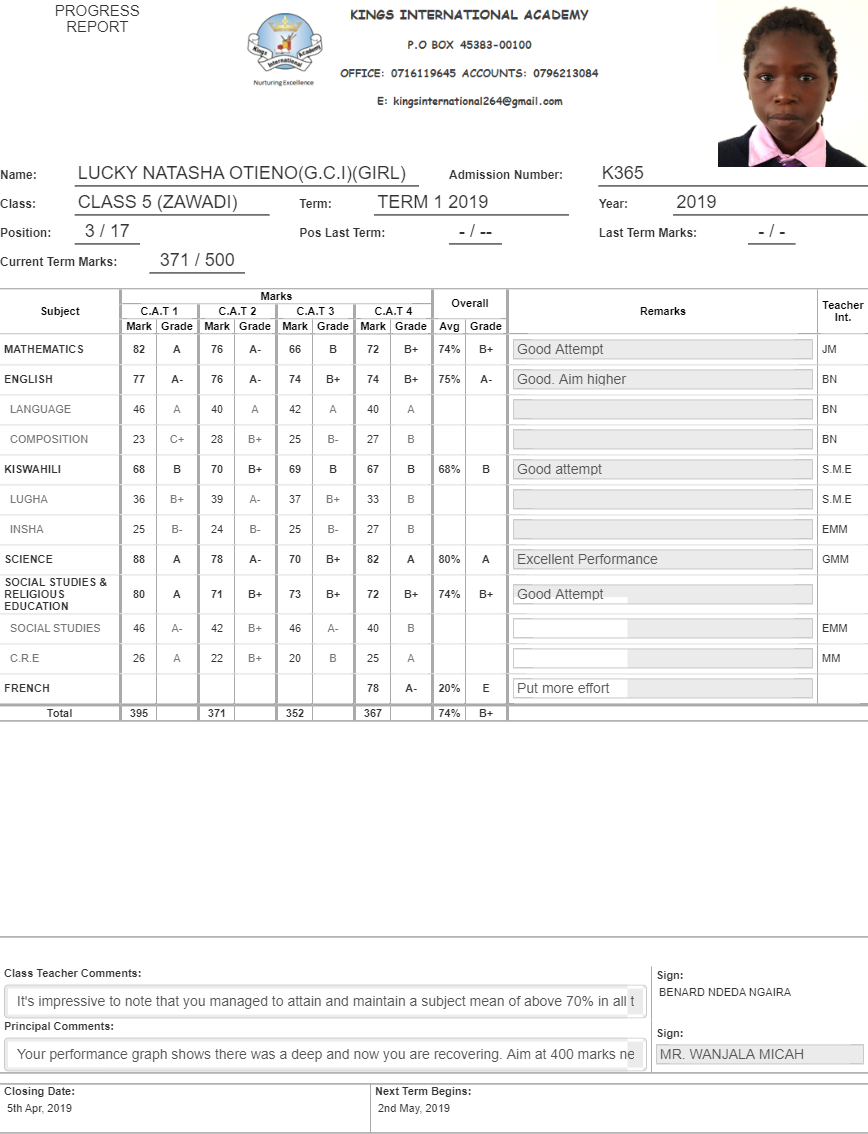 PROGRESS
REPORT
KINGS INTERNATIONAL ACADEMY
P.O BOX 45383-00100
OFFICE: 0716119645 ACCOUNTS: 0796213084
E: kingsinternational264@gmail.com
Kings Academy
International
Nurturing Excellence
Name: LUCKY NATASHA OTIENO(G.C.I)(GIRL) Admission Number: K365
Class: CLASS 5 (ZAWADI) Term: TERM 1 2019 Year: 2019
Position: 3 / 17 Pos Last Term: - / -- Last Term Marks: - / -
Current Term Marks: 371 / 500
Subject Marks Overall Remarks Teacher Int.
C.A.T 1 C.A.T 2 C.A.T 3 C.A.T 4
Mark Grade Mark Grade Mark Grade Mark Grade Avg Grade
MATHEMATICS 82 A 76 A- 66 B 72 B+ 74% B+ Good Attempt JM
ENGLISH 77 A- 76 A- 74 B+ 74 B+ 75% A- Good. Aim higher BN
LANGUAGE 46 A 40 A 42 A 40 A BN
COMPOSITION 23 C+ 28 B+ 25 B- 27 B BN
KISWAHILI 68 B 70 B+ 69 B 67 B 68% B Good attempt S.M.E
LUGHA 36 B+ 39 A- 37 B+ 33 B S.M.E
INSHA 25 B- 24 B- 25 B- 27 B EMM
SCIENCE 88 A 78 A- 70 B+ 82 A 80% A Excellent Performance GMM
SOCIAL STUDIES &
RELIGIOUS
EDUCATION 80 A 71 B+ 73 B+ 72 B+ 74% B+ Good Attempt
SOCIAL STUDIES 46 A- 42 B+ 46 A- 40 B EMM
C.R.E 26 A 22 B+ 20 B 25 A MM
FRENCH 78 A- 20% E Put more effort
Total 395 371 352 367 74% B+
Class Teacher Comments:
It's impressive to note that you managed to attain and maintain a subject mean of above 70% in all t
Sign:
BENARD NDEDA NGAIRA
Principal Comments:
Your performance graph shows there was a deep and now you are recovering. Aim at 400 marks ne
Sign:
MR. WANJALA MICAH
Closing Date: Next Term Begins:
5th Apr, 2019 2nd May, 2019